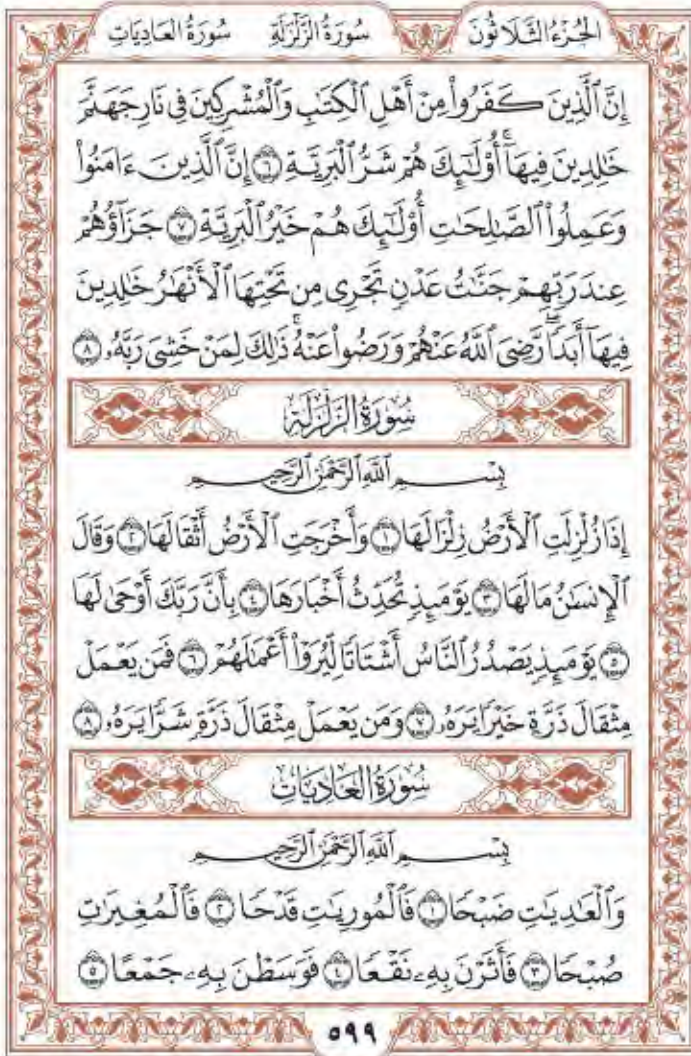 الجُزْءُ الثَّلَاثُونَ سُورَةُ الزَّلْزَلَةِ سُورَةُ العَادِيَاتِ
إِنَّ ٱلَّذِينَ كَفَرُوا۟ مِنْ أَهْلِ ٱلْكِتَٰبِ وَٱلْمُشْرِكِينَ فِى نَارِ جَهَنَّمَ
خَٰلِدِينَ فِيهَآ ۚ أُو۟لَٰٓئِكَ هُمْ شَرُّ ٱلْبَرِيَّةِ ٦ إِنَّ ٱلَّذِينَ ءَامَنُوا۟
وَعَمِلُوا۟ ٱلصَّٰلِحَٰتِ أُو۟لَٰٓئِكَ هُمْ خَيْرُ ٱلْبَرِيَّةِ ٧ جَزَآؤُهُمْ
عِندَ رَبِّهِمْ جَنَّٰتُ عَدْنٍ تَجْرِى مِن تَحْتِهَا ٱلْأَنْهَٰرُ خَٰلِدِينَ
فِيهَآ أَبَدًا ۖ رَّضِىَ ٱللَّهُ عَنْهُمْ وَرَضُوا۟ عَنْهُ ۚ ذَٰلِكَ لِمَنْ خَشِىَ رَبَّهُۥ ٨
سُورَةُ الزَّلْزَلَةِ
بِسْمِ ٱللَّهِ ٱلرَّحْمَٰنِ ٱلرَّحِيمِ
إِذَا زُلْزِلَتِ ٱلْأَرْضُ زِلْزَالَهَا ١ وَأَخْرَجَتِ ٱلْأَرْضُ أَثْقَالَهَا ٢ وَقَالَ
ٱلْإِنسَٰنُ مَا لَهَا ٣ يَوْمَئِذٍ تُحَدِّثُ أَخْبَارَهَا ٤ بِأَنَّ رَبَّكَ أَوْحَىٰ لَهَا
٥ يَوْمَئِذٍ يَصْدُرُ ٱلنَّاسُ أَشْتَاتًا لِّيُرَوْا۟ أَعْمَٰلَهُمْ ٦ فَمَن يَعْمَلْ
مِثْقَالَ ذَرَّةٍ خَيْرًا يَرَهُۥ ٧ وَمَن يَعْمَلْ مِثْقَالَ ذَرَّةٍ شَرًّا يَرَهُۥ ٨
سُورَةُ العَادِيَاتِ
بِسْمِ ٱللَّهِ ٱلرَّحْمَٰنِ ٱلرَّحِيمِ
وَٱلْعَٰدِيَٰتِ ضَبْحًا ١ فَٱلْمُورِيَٰتِ قَدْحًا ٢ فَٱلْمُغِيرَٰتِ
صُبْحًا ٣ فَأَثَرْنَ بِهِۦ نَقْعًا ٤ فَوَسَطْنَ بِهِۦ جَمْعًا ٥
٥٩٩